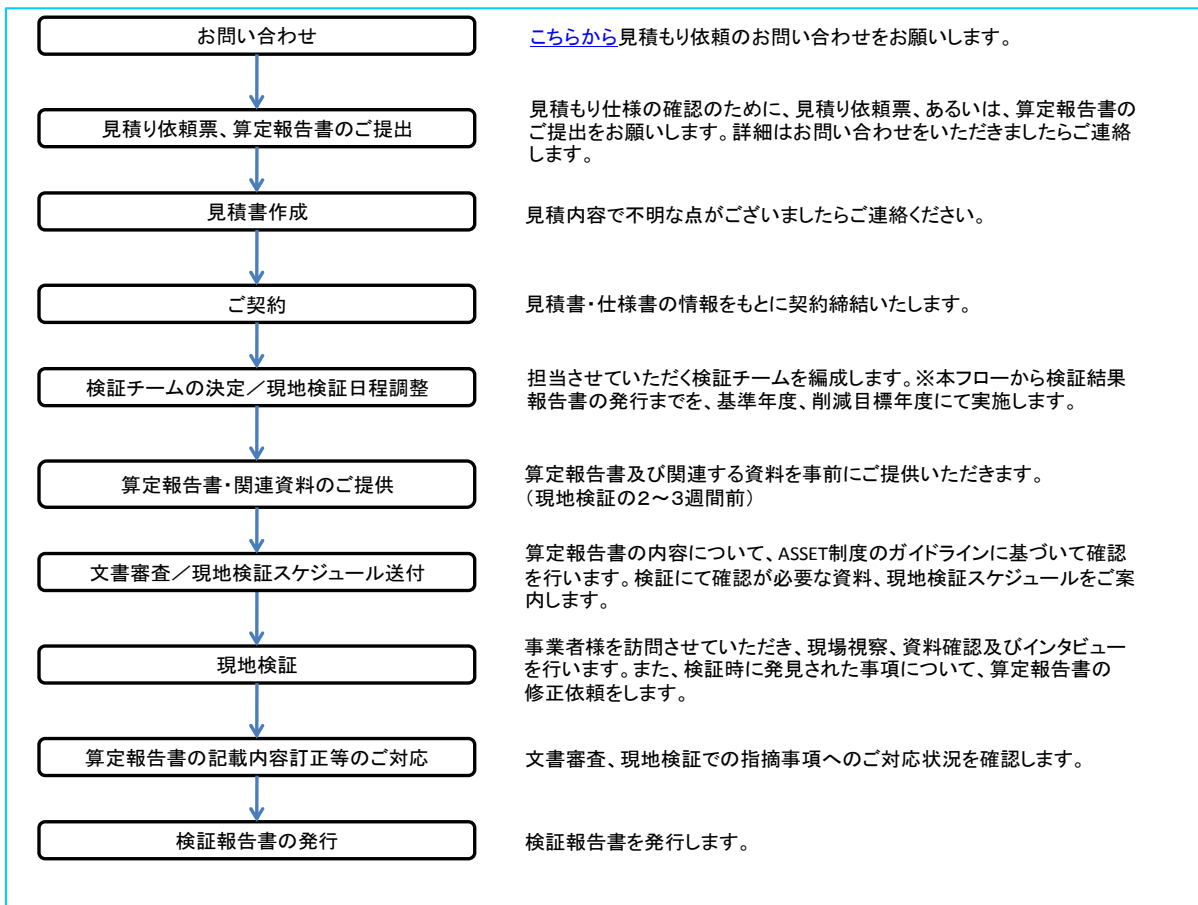 お問い合わせ
こちらから見積もり依頼のお問い合わせをお願いします。
見積り依頼票、算定報告書のご提出
見積もり仕様の確認のために、見積り依頼票、あるいは、算定報告書の
ご提出をお願いします。詳細はお問い合わせをいただきましたらご連絡
します。
見積書作成
見積内容で不明な点がございましたらご連絡ください。
ご契約
見積書・仕様書の情報をもとに契約締結いたします。
検証チームの決定／現地検証日程調整
担当させていただく検証チームを編成します。※本フローから検証結果
報告書の発行までを、基準年度、削減目標年度にて実施します。
算定報告書・関連資料のご提供
算定報告書及び関連する資料を事前にご提供いただきます。
（現地検証の２～３週間前）
文書審査／現地検証スケジュール送付
算定報告書の内容について、ASSET制度のガイドラインに基づいて確認
を行います。検証にて確認が必要な資料、現地検証スケジュールをご案
内します。
現地検証
事業者様を訪問させていただき、現場視察、資料確認及びインタビュー
を行います。また、検証時に発見された事項について、算定報告書の
修正依頼をします。
算定報告書の記載内容訂正等のご対応
文書審査、現地検証での指摘事項へのご対応状況を確認します。
検証報告書の発行
検証報告書を発行します。